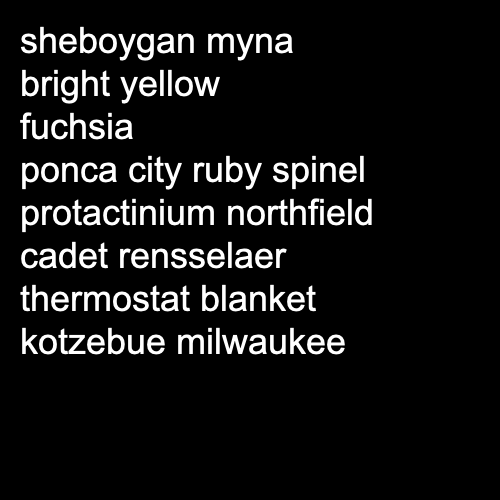 sheboygan myna
bright yellow
fuchsia
ponca city ruby spinel
protactinium northfield
cadet rensselaer
thermostat blanket
kotzebue milwaukee